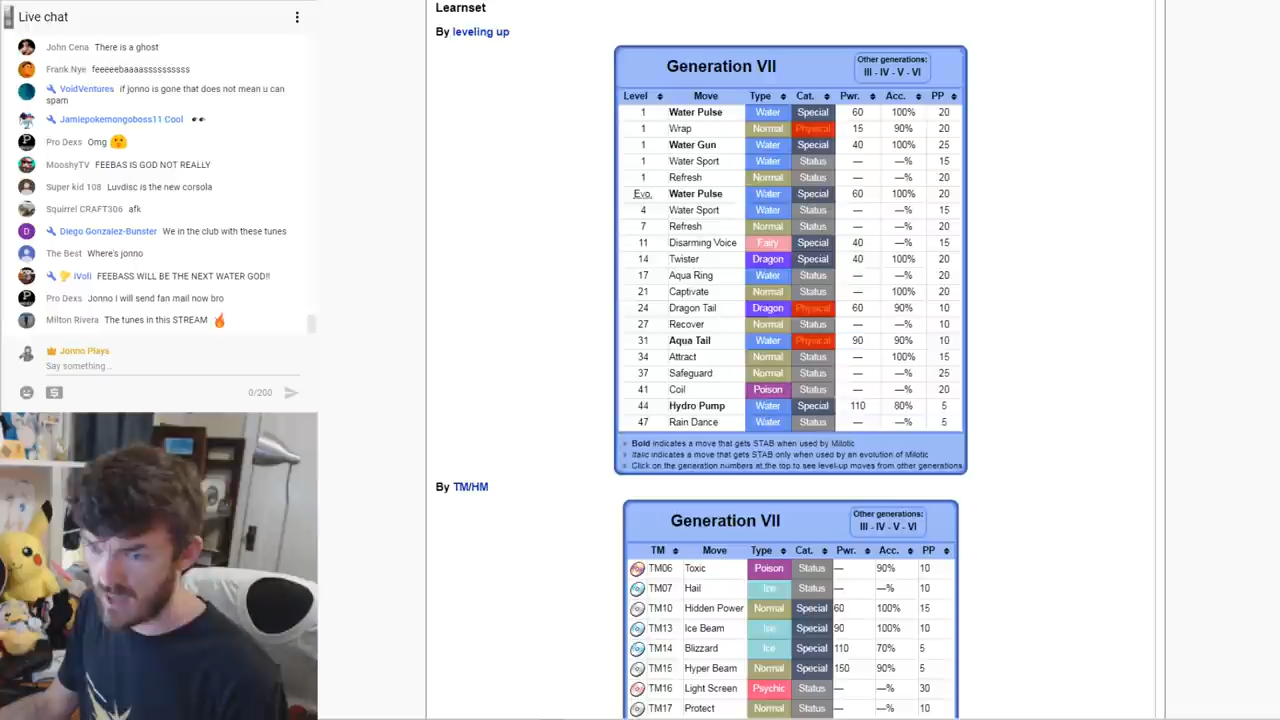 Live chat
John Cena There is a ghost
Frank Nye feeeeebaaaassssssssss
VoidVentures if jonno is gone that does not mean u can
spam
Jamiepokemongoboss11 Cool
Pro Dexs Omg
MooshyTV FEEBAS IS GOD NOT REALLY
Super kid 108 Luvdisc is the new corsola
Squirrel CRAFT306 afk
Diego Gonzalez-Bunster We in the club with these tunes
The Best Where's jonno
iVoli FEEBASS WILL BE THE NEXT WATER GOD!!
Pro Dexs Jonno I will send fan mail now bro
Milton Rivera The tunes in this STREAM
Jonno Plays
Say something...
0/200
Learnset
By leveling up
Generation VII
Other generations:
III - IV - V - VI
Level Move Type Cat. Pwr. Acc. PP
1 Water Pulse Water Special 60 100% 20
1 Wrap Normal Physical 15 90% 20
1 Water Gun Water Special 40 100% 25
1 Water Sport Water Status — —% 15
1 Refresh Normal Status — —% 20
Evo. Water Pulse Water Special 60 100% 20
4 Water Sport Water Status — —% 15
7 Refresh Normal Status — —% 20
11 Disarming Voice Fairy Special 40 —% 15
14 Twister Dragon Special 40 100% 20
17 Aqua Ring Water Status — —% 20
21 Captivate Normal Status — 100% 20
24 Dragon Tail Dragon Physical 60 90% 10
27 Recover Normal Status — —% 10
31 Aqua Tail Water Physical 90 90% 10
34 Attract Normal Status — 100% 15
37 Safeguard Normal Status — —% 25
41 Coil Poison Status — —% 20
44 Hydro Pump Water Special 110 80% 5
47 Rain Dance Water Status — —% 5
Bold indicates a move that gets STAB when used by Milotic
Italic indicates a move that gets STAB only when used by an evolution of Milotic
Click on the generation numbers at the top to see level-up moves from other generations
By TM/HM
Generation VII
Other generations:
III - IV - V - VI
TM Move Type Cat. Pwr. Acc. PP
TM06 Toxic Poison Status — 90% 10
TM07 Hail Ice Status — —% 10
TM10 Hidden Power Normal Special 60 100% 15
TM13 Ice Beam Ice Special 90 100% 10
TM14 Blizzard Ice Special 110 70% 5
TM15 Hyper Beam Normal Special 150 90% 5
TM16 Light Screen Psychic Status — —% 30
TM17 Protect Normal Status — —% 10